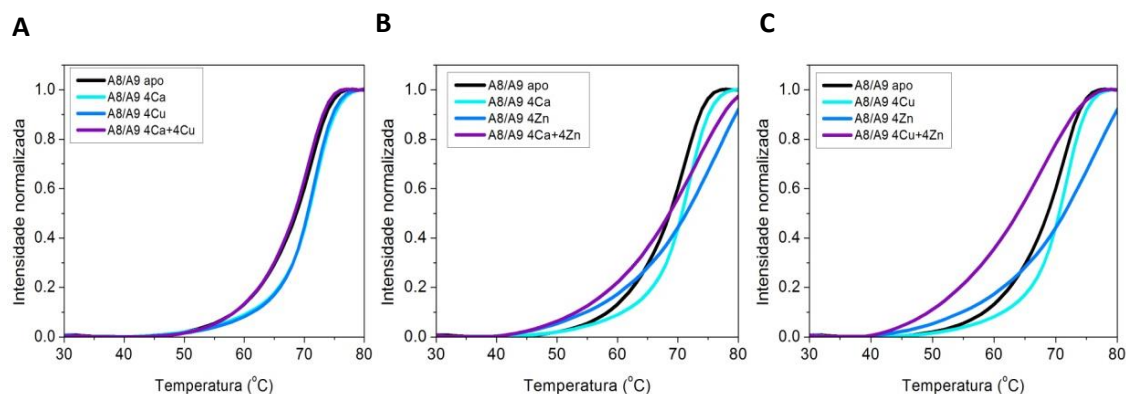 A
A8/A9 apo
A8/A9 4Ca
A8/A9 4Cu
A8/A9 4Ca+4Cu
Intensidade normalizada
1.0
0.8
0.6
0.4
0.2
0.0
30 40 50 60 70 80
Temperatura (°C)
B
A8/A9 apo
A8/A9 4Ca
A8/A9 4Zn
A8/A9 4Ca+4Zn
Intensidade normalizada
1.0
0.8
0.6
0.4
0.2
0.0
30 40 50 60 70 80
Temperatura (°C)
C
A8/A9 apo
A8/A9 4Cu
A8/A9 4Zn
A8/A9 4Cu+4Zn
Intensidade normalizada
1.0
0.8
0.6
0.4
0.2
0.0
30 40 50 60 70 80
Temperatura (°C)